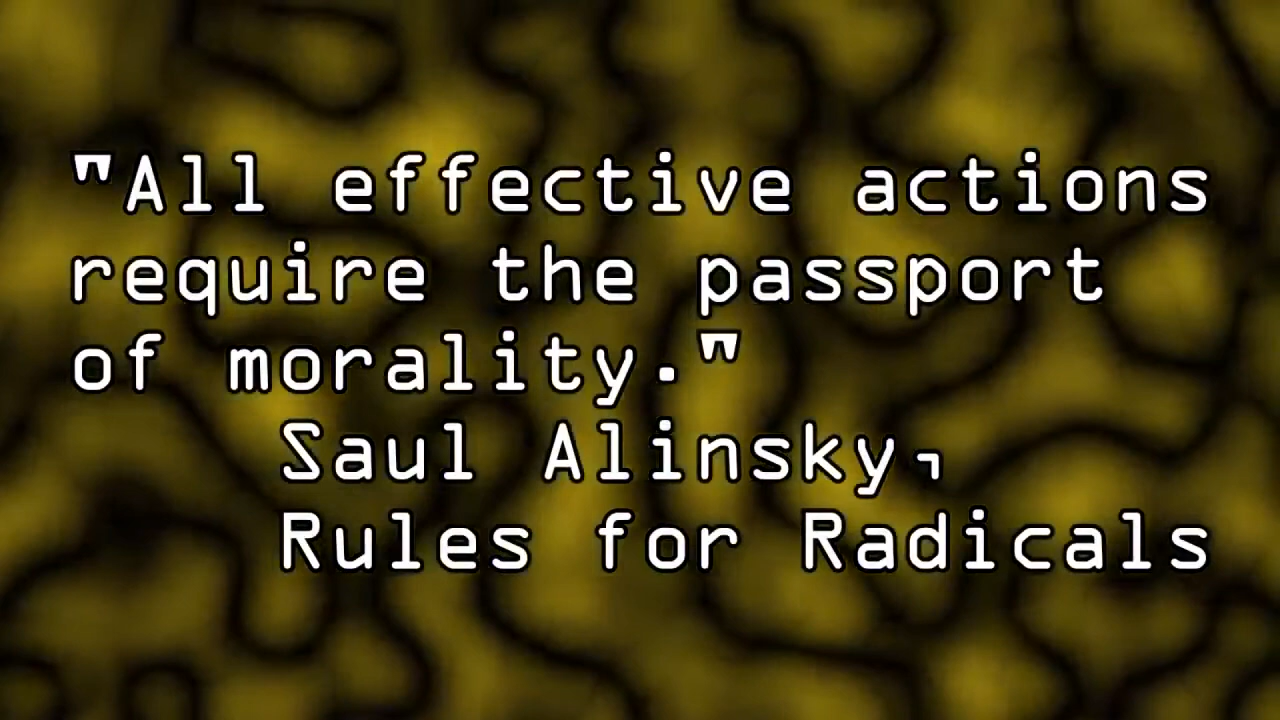 "All effective actions
require the passport
of morality."
Saul Alinsky,
Rules for Radicals